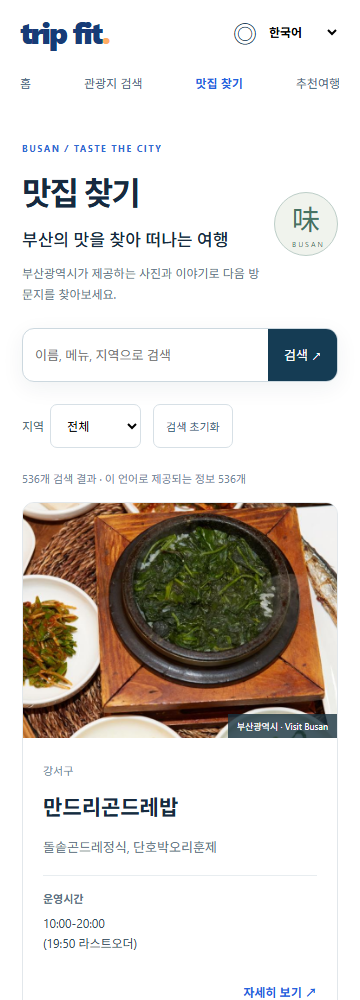 trip fit.
한국어
홈
관광지 검색
맛집 찾기
추천여행
BUSAN / TASTE THE CITY
맛집 찾기
부산의 맛을 찾아 떠나는 여행
味
BUSAN
부산광역시가 제공하는 사진과 이야기로 다음 방
문지를 찾아보세요.
이름, 메뉴, 지역으로 검색
검색 ↗
지역
전체
검색 초기화
536개 검색 결과 · 이 언어로 제공되는 정보 536개
부산광역시 · Visit Busan
강서구
만드리곤드레밥
돌솥곤드레정식, 단호박오리훈제
운영시간
10:00-20:00
(19:50 라스트오더)
자세히 보기 ↗